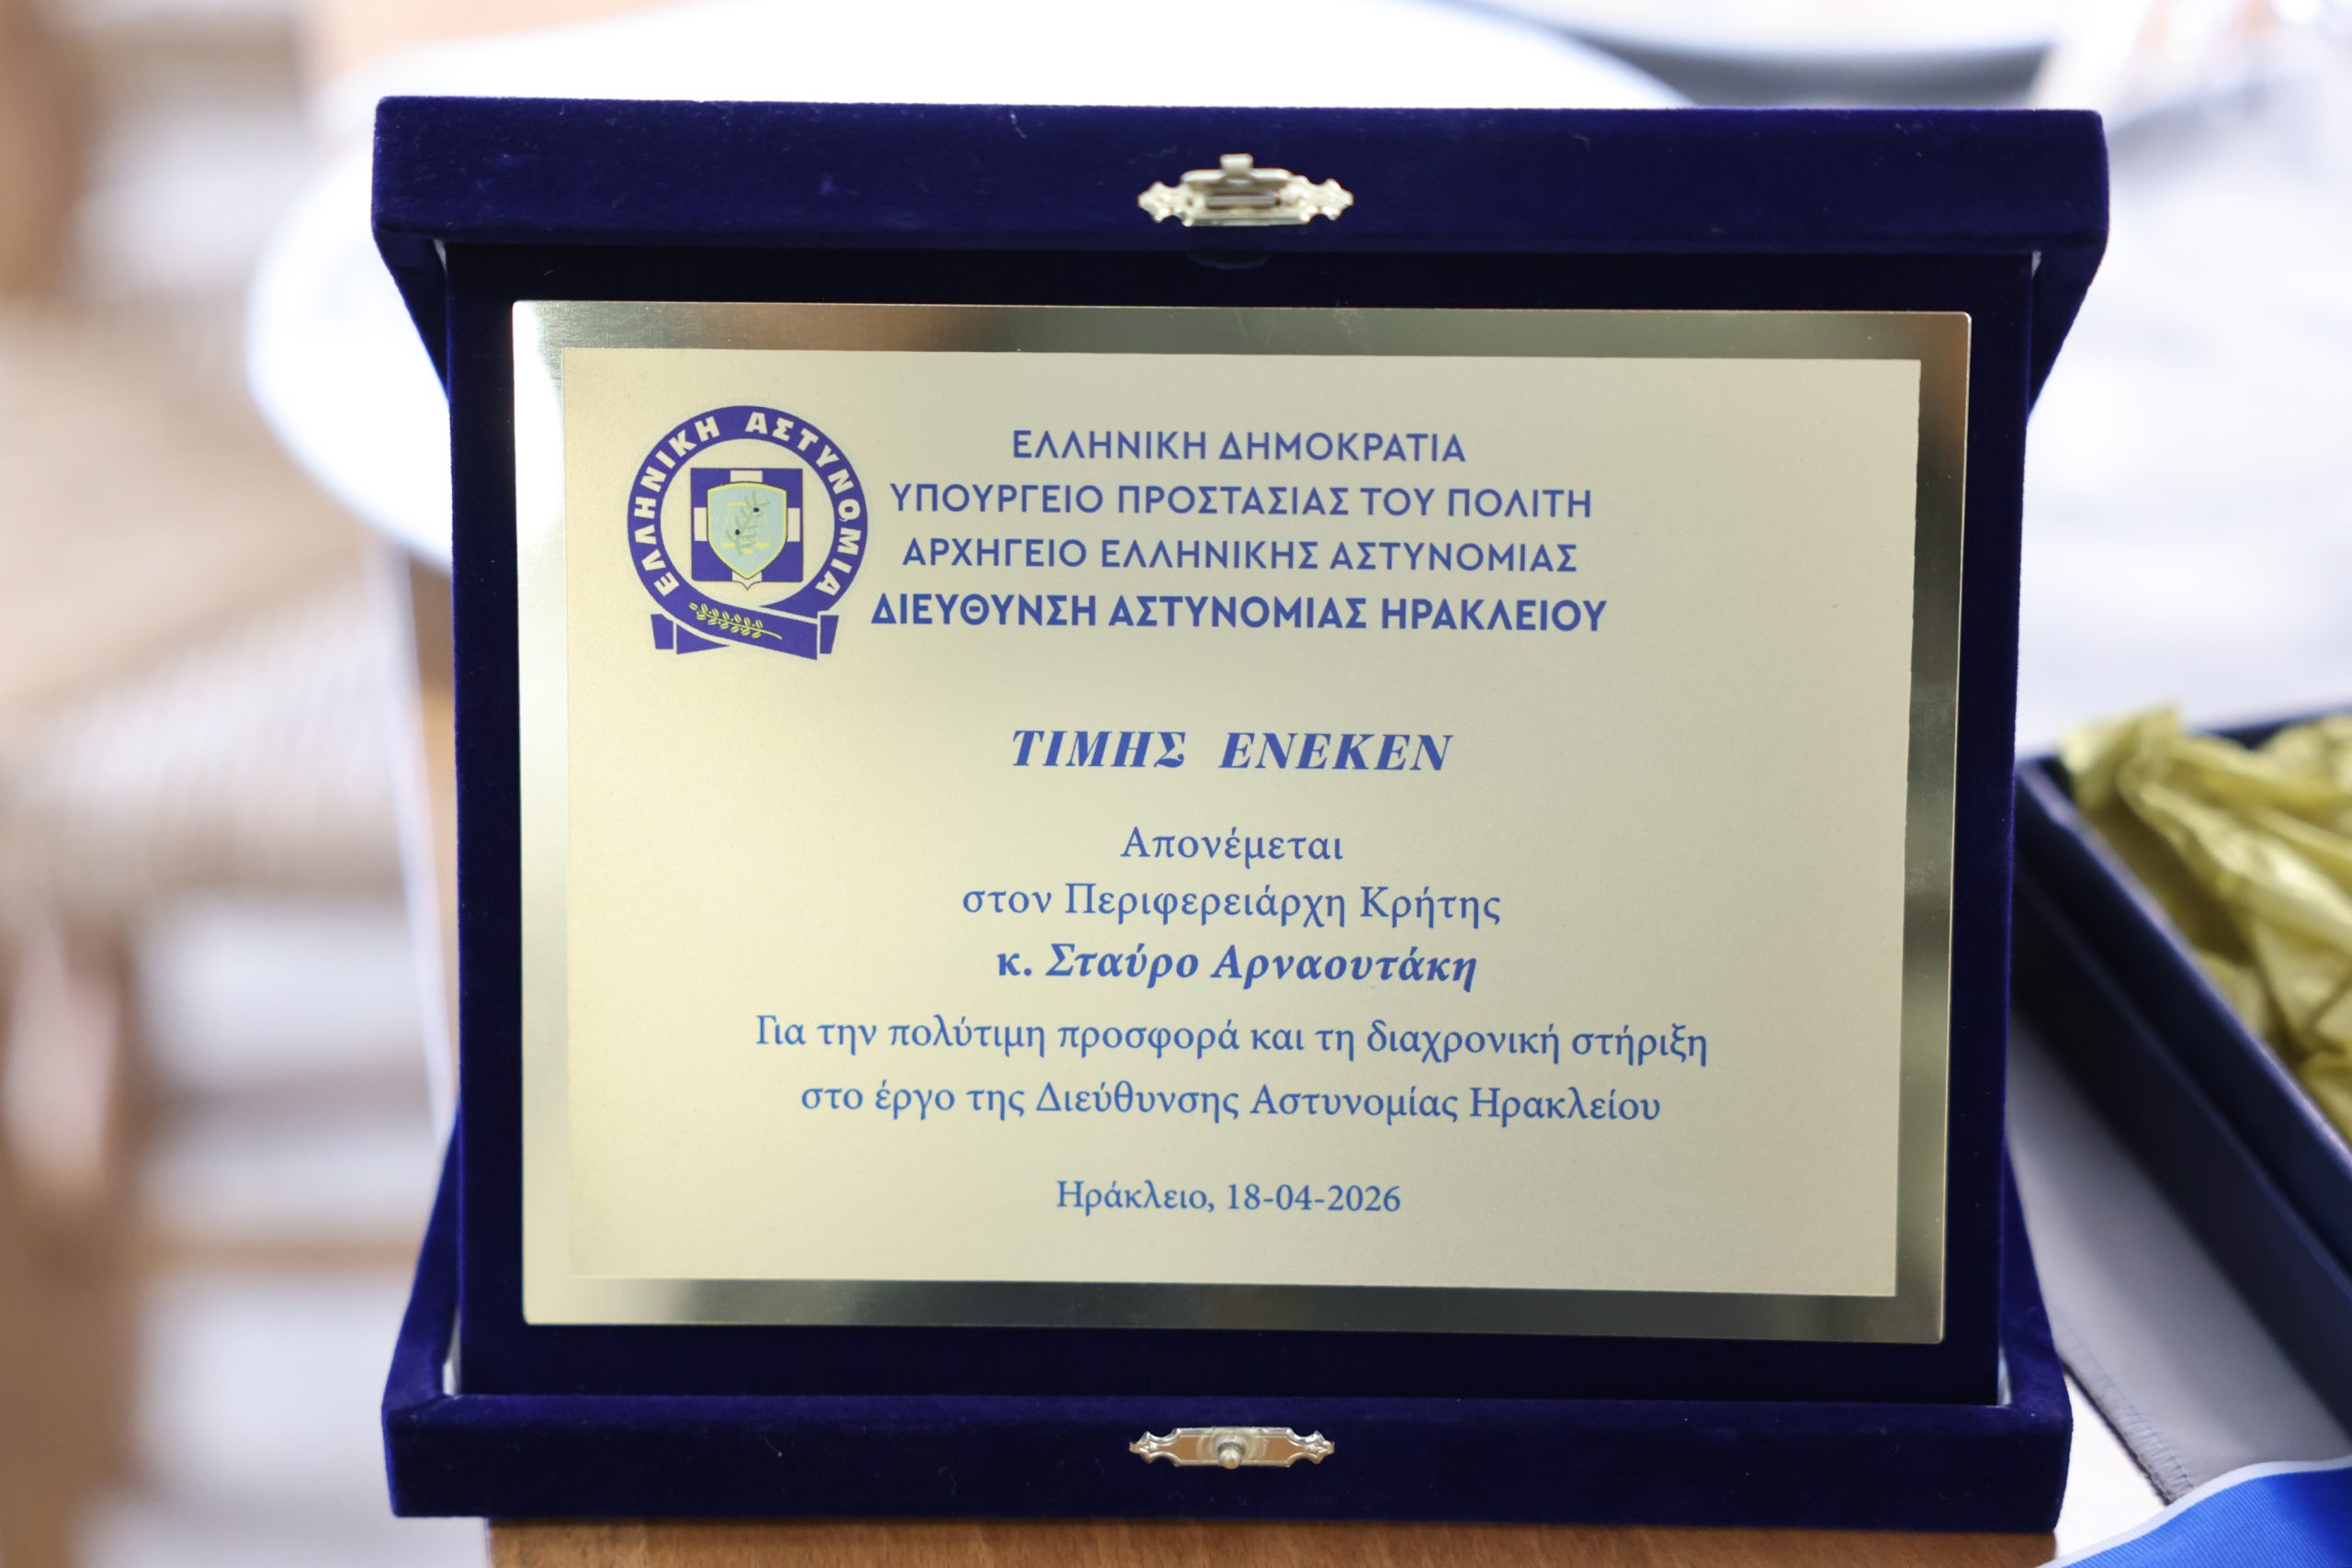 ΕΛΛΗΝΙΚΗ ΑΣΤΥΝΟΜΙΑ
ΕΛΛΗΝΙΚΗ ΔΗΜΟΚΡΑΤΙΑ
ΥΠΟΥΡΓΕΙΟ ΠΡΟΣΤΑΣΙΑΣ ΤΟΥ ΠΟΛΙΤΗ
ΑΡΧΗΓΕΙΟ ΕΛΛΗΝΙΚΗΣ ΑΣΤΥΝΟΜΙΑΣ
ΔΙΕΥΘΥΝΣΗ ΑΣΤΥΝΟΜΙΑΣ ΗΡΑΚΛΕΙΟΥ
ΤΙΜΗΣ ΕΝΕΚΕΝ
Απονέμεται
στον Περιφερειάρχη Κρήτης
κ. Σταύρο Αρναουτάκη
Για την πολύτιμη προσφορά και τη διαχρονική στήριξη
στο έργο της Διεύθυνσης Αστυνομίας Ηρακλείου
Ηράκλειο, 18-04-2026